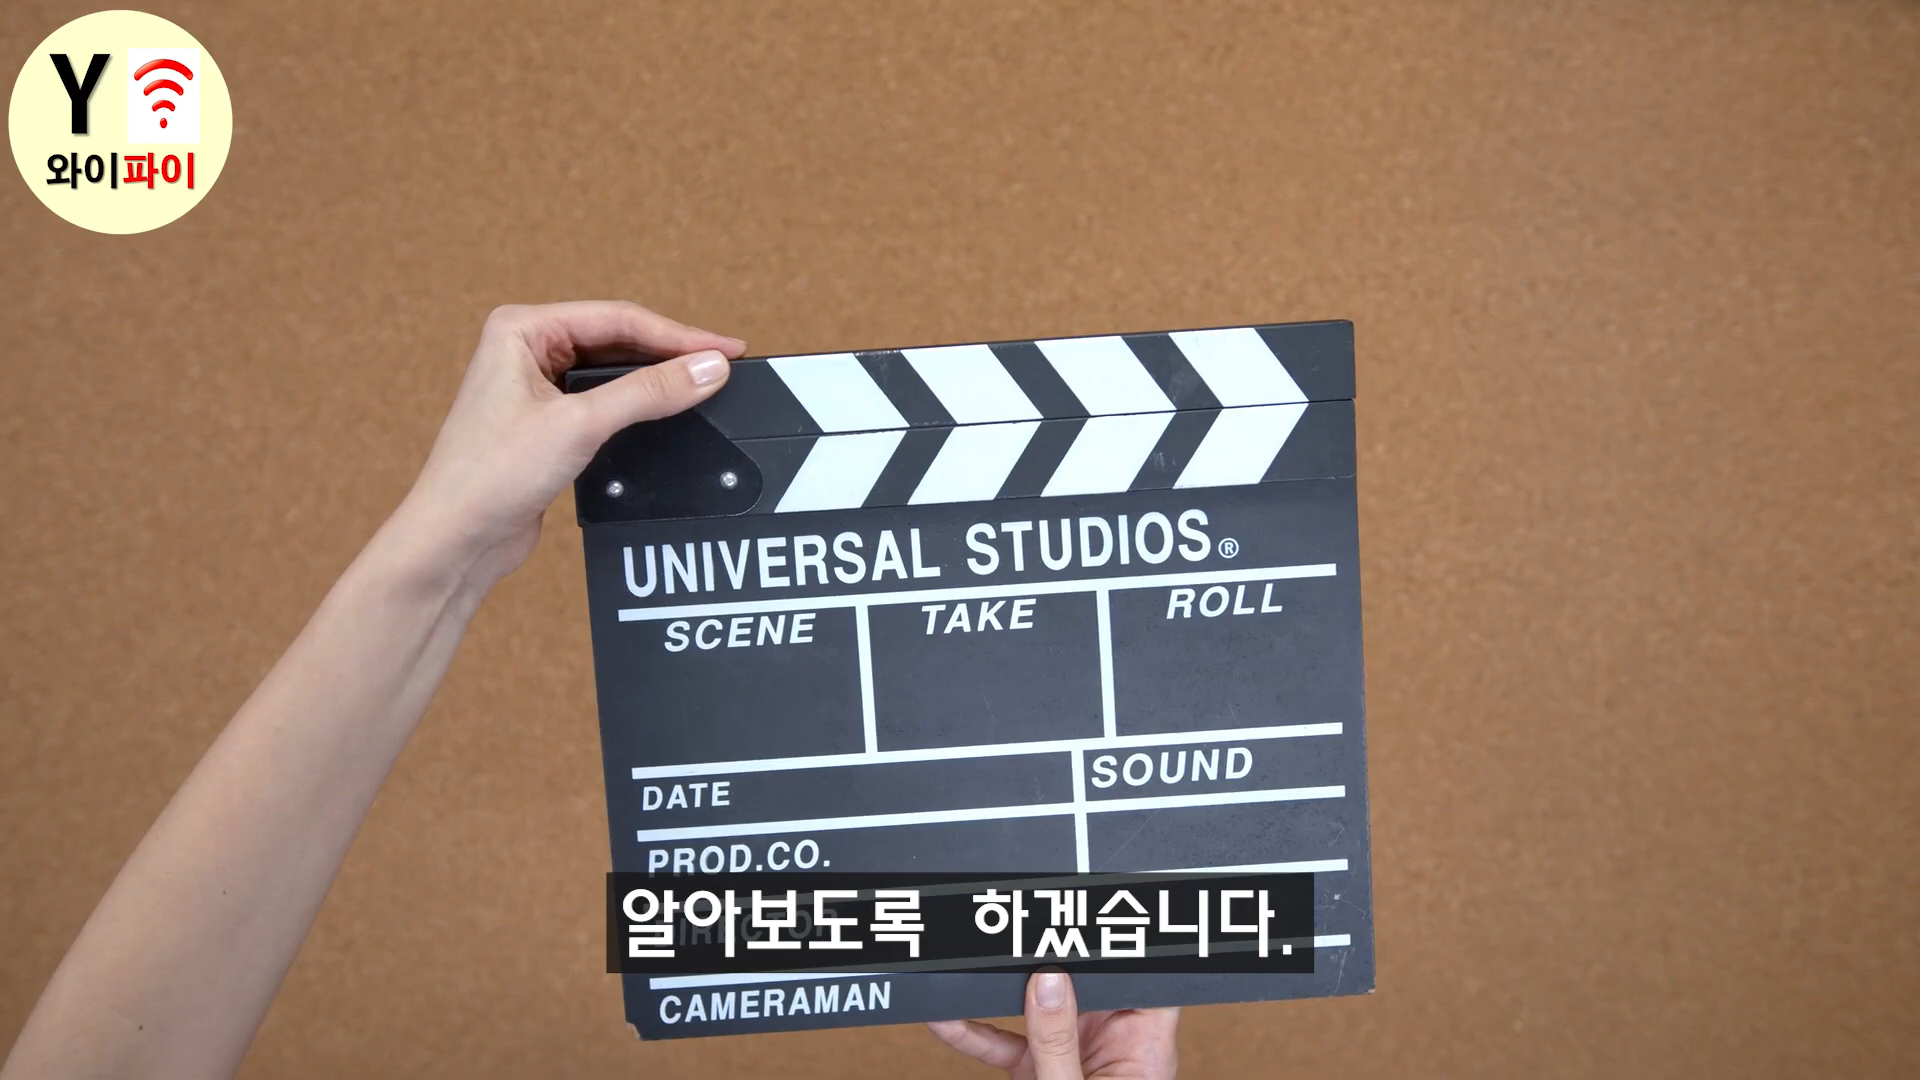 Y
와이파이
UNIVERSAL STUDIOS®
SCENE TAKE ROLL
DATE SOUND
PROD.CO.
DIRECTOR
알아보도록 하겠습니다.
CAMERAMAN